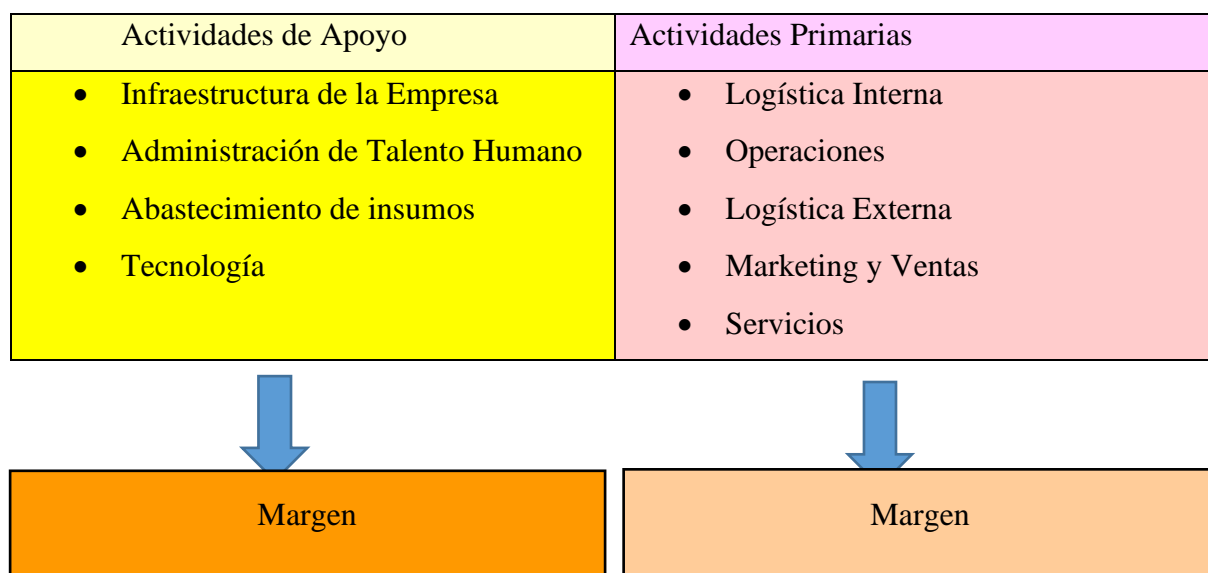 Actividades de Apoyo
Actividades Primarias
• Infraestructura de la Empresa
• Administración de Talento Humano
• Abastecimiento de insumos
• Tecnología
• Logística Interna
• Operaciones
• Logística Externa
• Marketing y Ventas
• Servicios
Margen
Margen